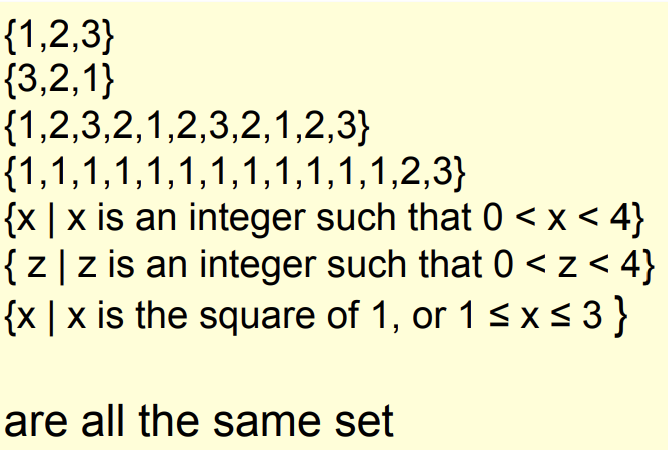 {1,2,3}
{3,2,1}
{1,2,3,2,1,2,3,2,1,2,3}
{1,1,1,1,1,1,1,1,1,1,1,1,2,3}
{x | x is an integer such that 0 < x < 4}
{ z | z is an integer such that 0 < z < 4}
{x | x is the square of 1, or 1 ≤ x ≤ 3 }
are all the same set